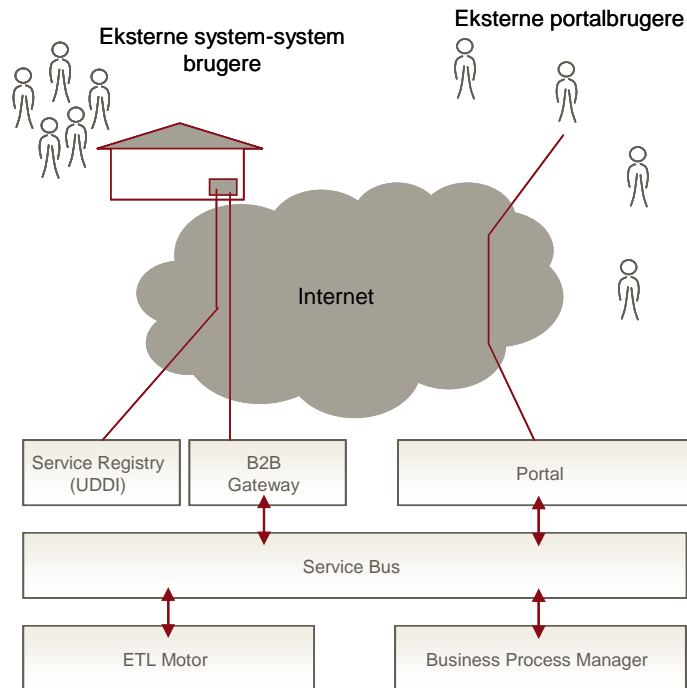 Eksterne system-system
brugere
Eksterne portalbrugere
Internet
Service Registry
(UDDI)
B2B
Gateway
Portal
Service Bus
ETL Motor
Business Process Manager